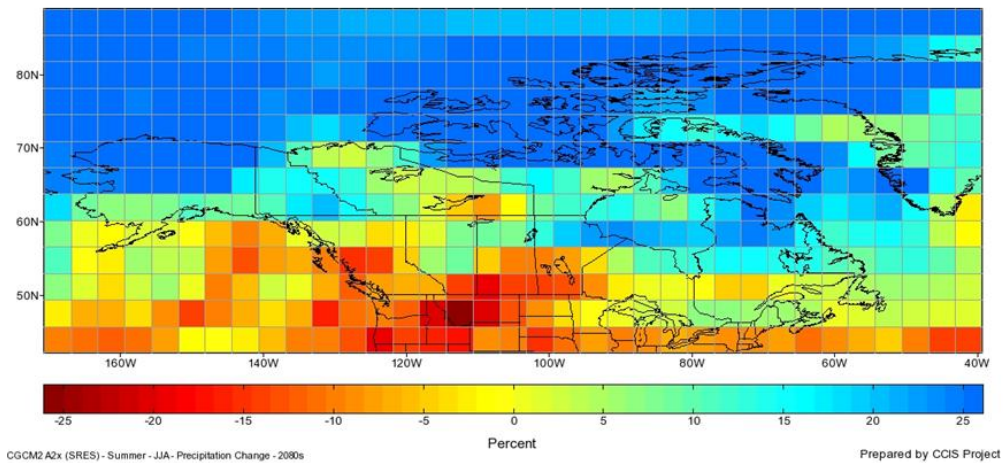 80N
70N
60N
50N
160W 140W 120W 100W 80W 60W 40W
-25 -20 -15 -10 -5 0 5 10 15 20 25
Percent
CGCM2 A2x (SRES) - Summer - JJA - Precipitation Change - 2080s
Prepared by CCIS Project